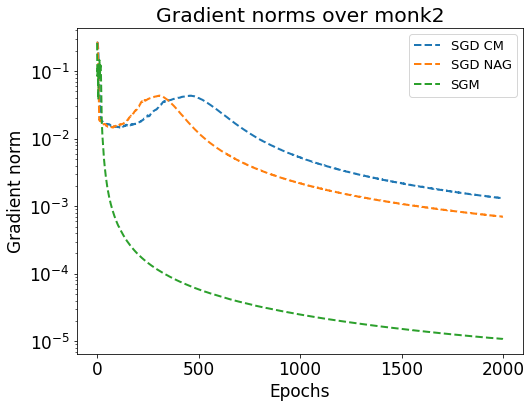 Gradient norms over monk2
SGD CM
SGD NAG
SGM
Gradient norm
10⁻¹
10⁻²
10⁻³
10⁻⁴
10⁻⁵
0 500 1000 1500 2000
Epochs